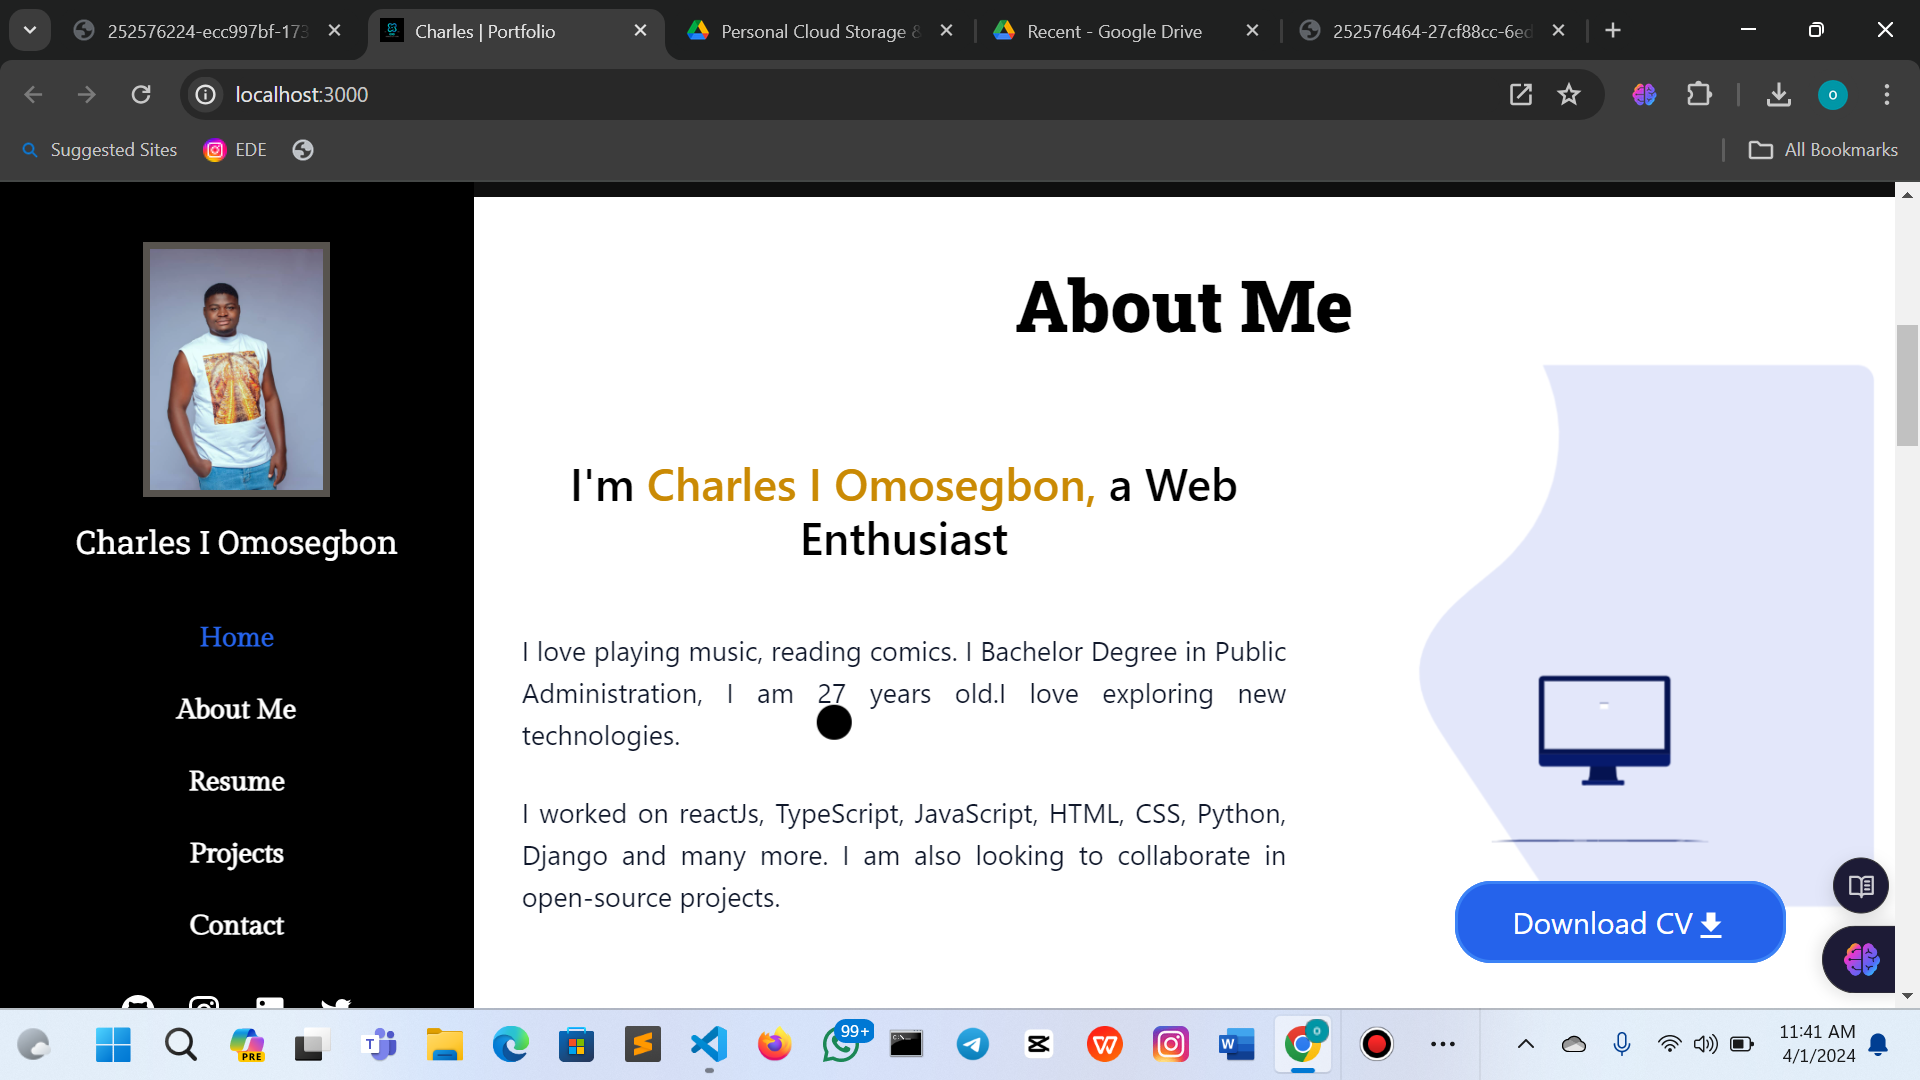 252576224-ecc997bf-173
Charles | Portfolio
Personal Cloud Storage &
Recent - Google Drive
252576464-27cf88cc-6ed
localhost:3000
o
Suggested Sites
EDE
All Bookmarks
Charles I Omosegbon
Home
About Me
Resume
Projects
Contact
About Me
I'm Charles I Omosegbon, a Web
Enthusiast
I love playing music, reading comics. I Bachelor Degree in Public
Administration, I am 27 years old.I love exploring new
technologies.
I worked on reactJs, TypeScript, JavaScript, HTML, CSS, Python,
Django and many more. I am also looking to collaborate in
open-source projects.
Download CV
PRE
T
99+
W
o
11:41 AM
4/1/2024